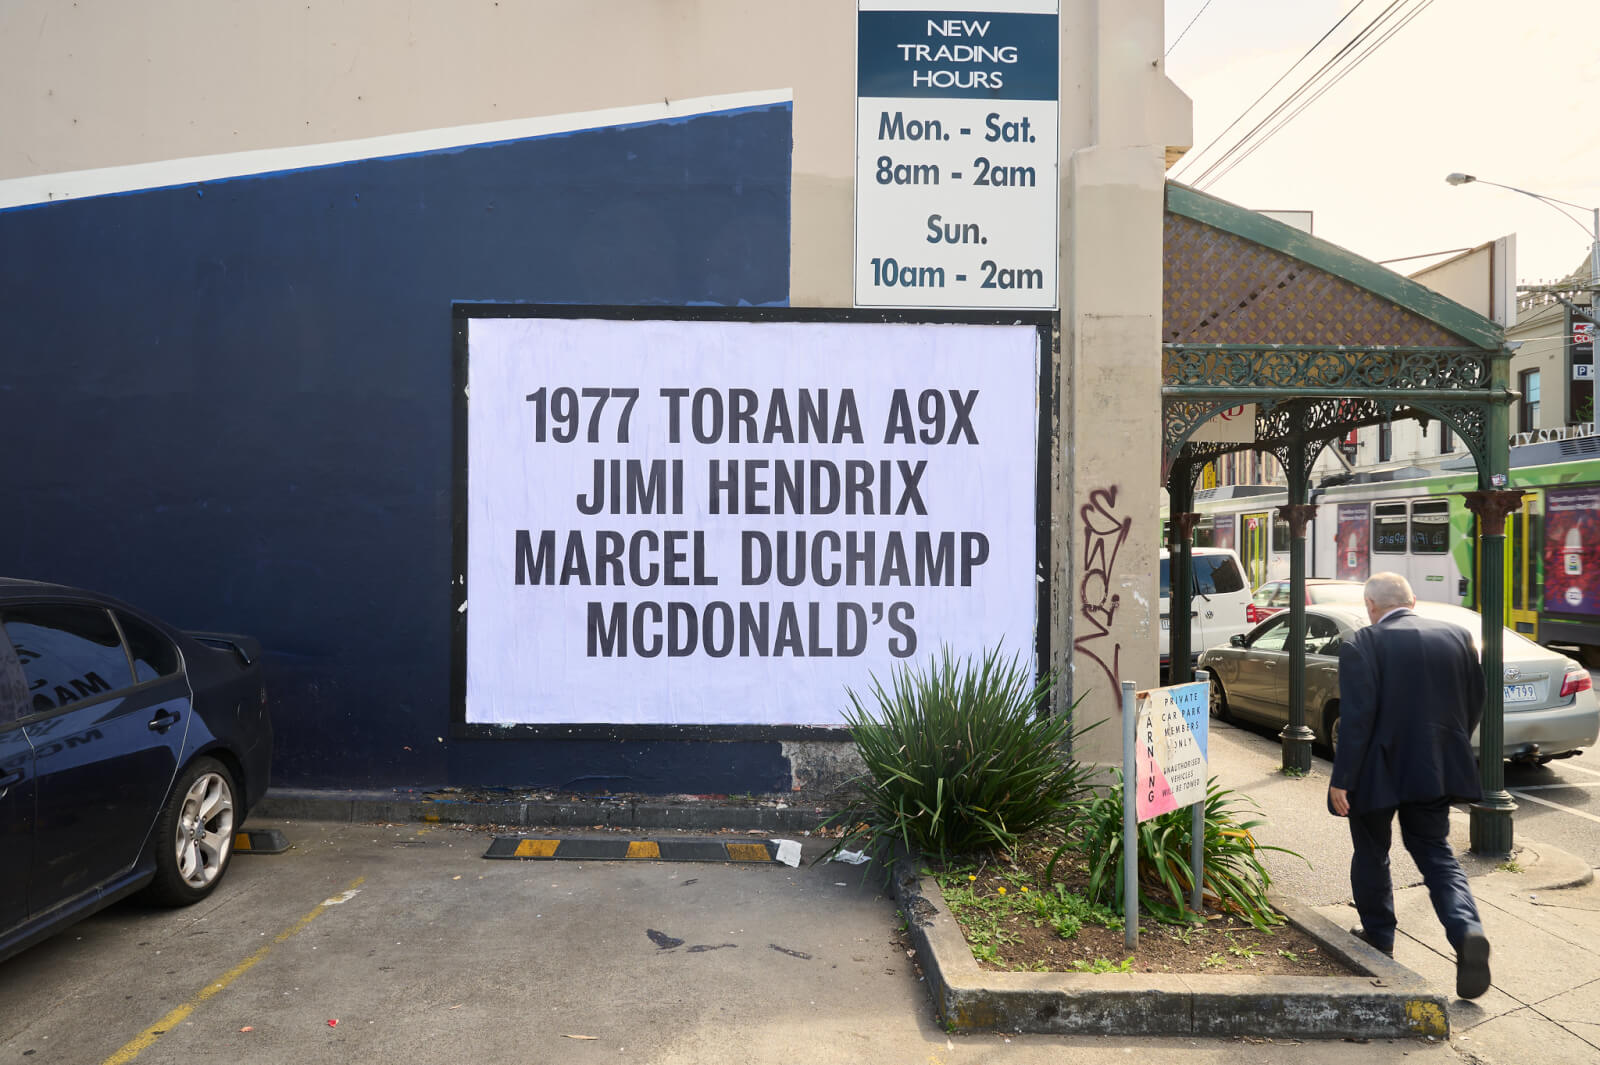 NEW
TRADING
HOURS
Mon. - Sat.
8am - 2am
Sun.
10am - 2am
1977 TORANA A9X
JIMI HENDRIX
MARCEL DUCHAMP
MCDONALD'S
PRIVATE
CAR PARK
MEMBERS
ONLY
UNAUTHORISED
VEHICLES
WILL BE TOWED
WARNING
799